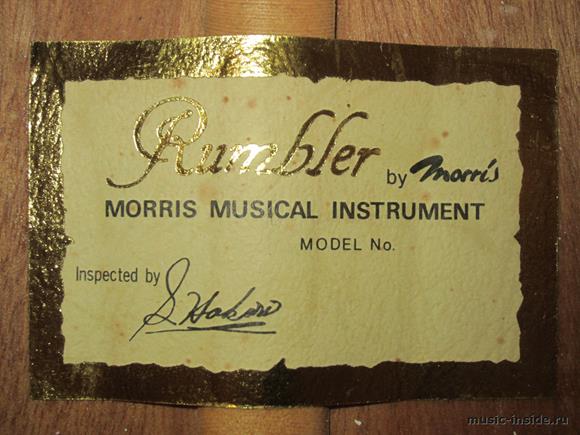 Rumbler by Morris
MORRIS MUSICAL INSTRUMENT
MODEL No.
Inspected by
music-inside.ru